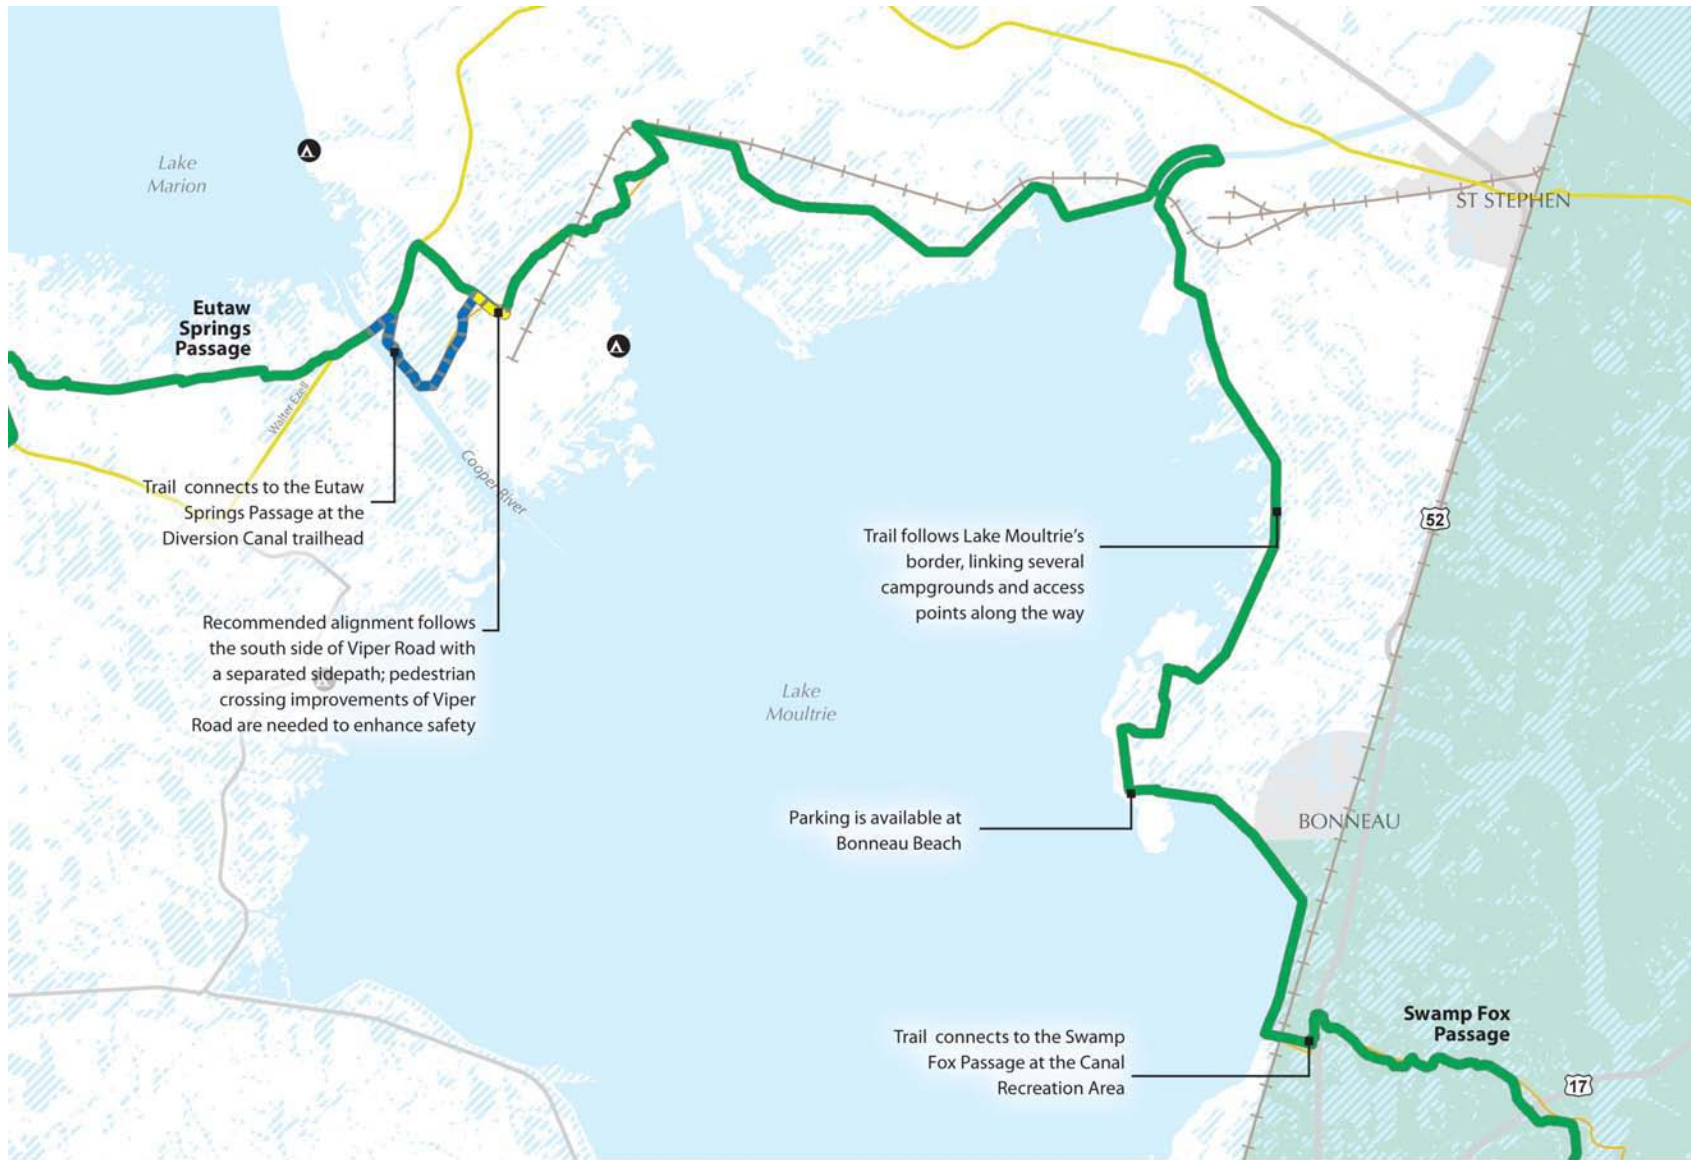 Lake
Marion
ST STEPHEN
Eutaw
Springs
Passage
Walter Ezell
Cooper River
Trail connects to the Eutaw
Springs Passage at the
Diversion Canal trailhead
52
Trail follows Lake Moultrie's
border, linking several
campgrounds and access
points along the way
Recommended alignment follows
the south side of Viper Road with
a separated sidepath; pedestrian
crossing improvements of Viper
Road are needed to enhance safety
Lake
Moultrie
Parking is available at
Bonneau Beach
BONNEAU
Swamp Fox
Passage
Trail connects to the Swamp
Fox Passage at the Canal
Recreation Area
17